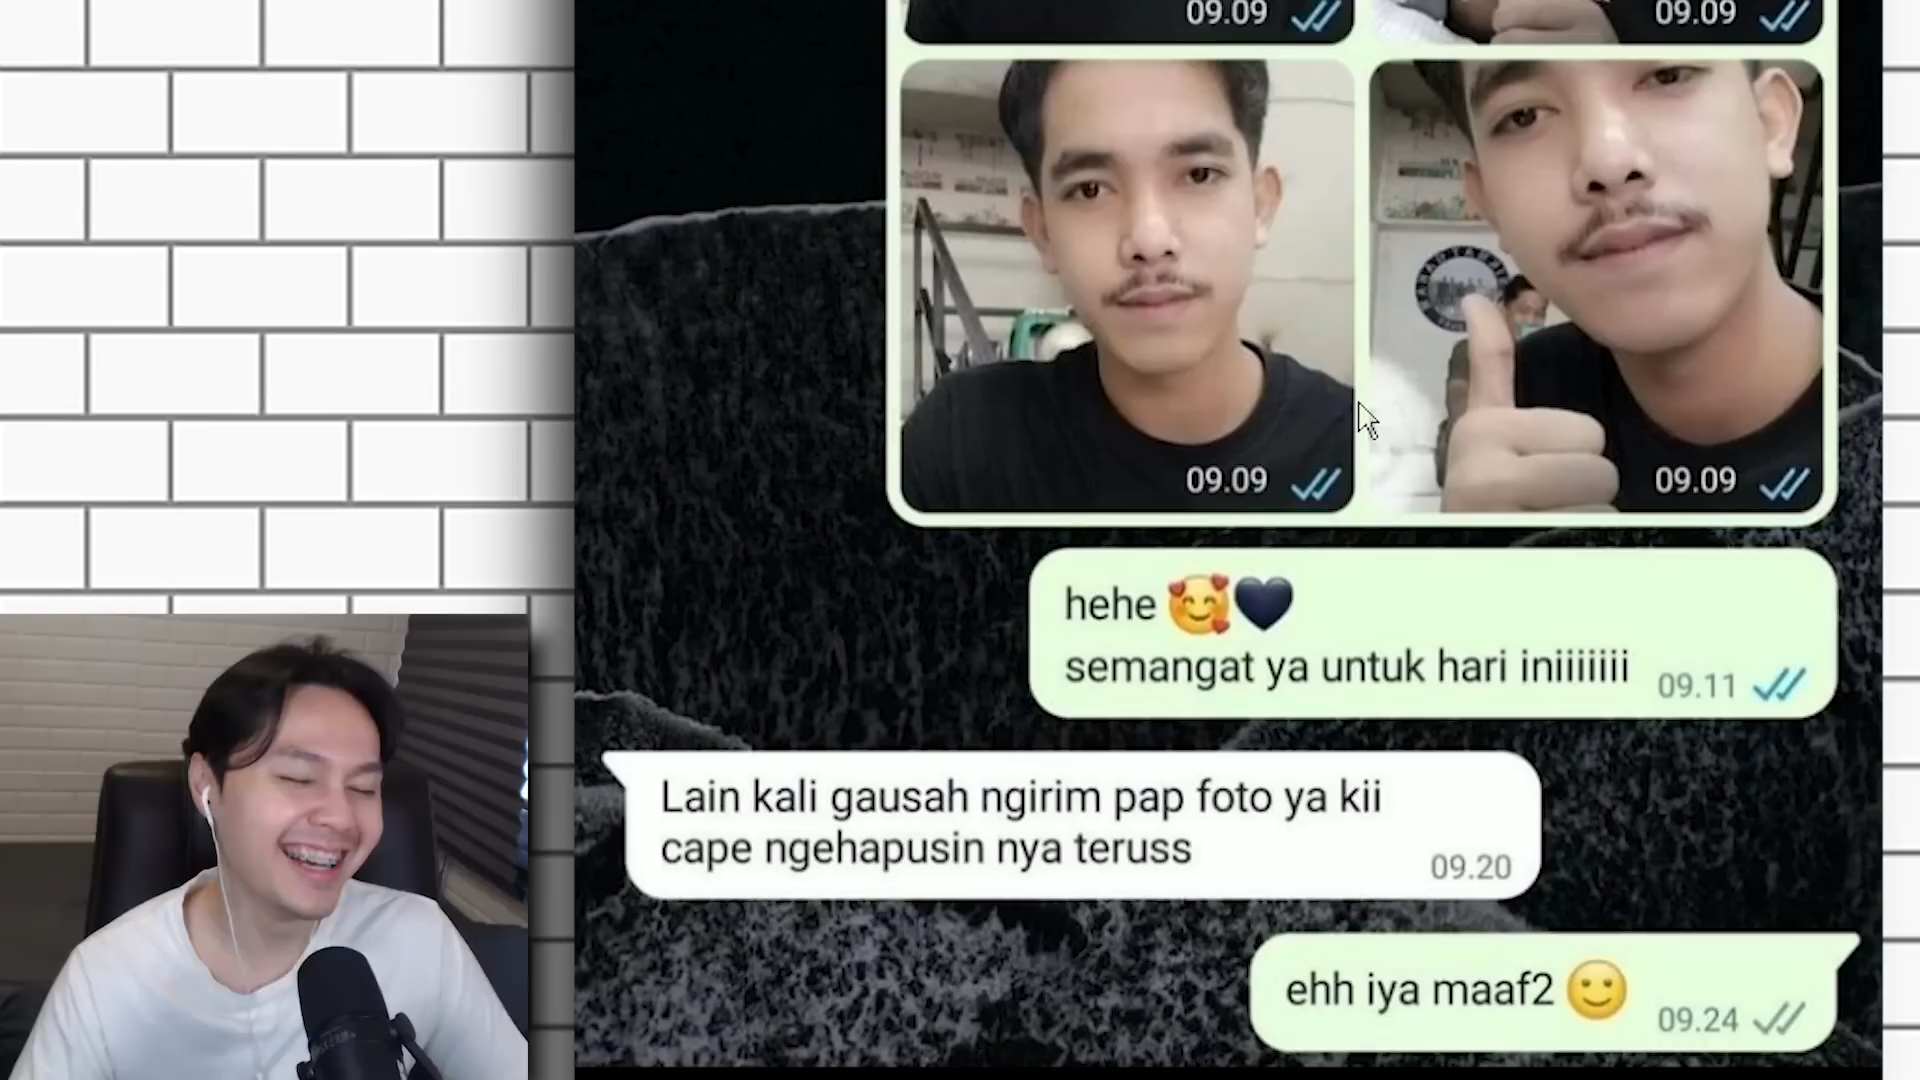 09.09
09.09
09.09
09.09
hehe 🥰🖤
semangat ya untuk hari iniiiiiii
09.11
Lain kali gausah ngirim pap foto ya kii
cape ngehapusin nya teruss
09.20
ehh iya maaf2 🙂
09.24